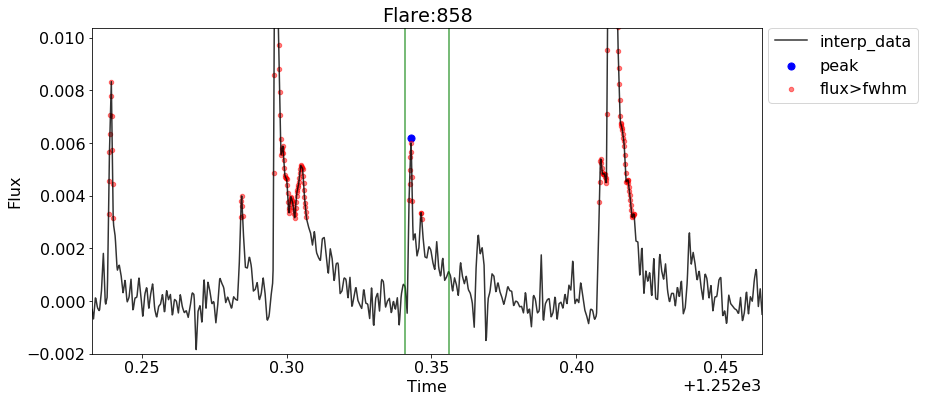 Flare:858
0.010
0.008
0.006
0.004
0.002
0.000
−0.002
Flux
0.25
0.30
0.35
0.40
0.45
Time
+1.252e3
interp_data
peak
flux>fwhm